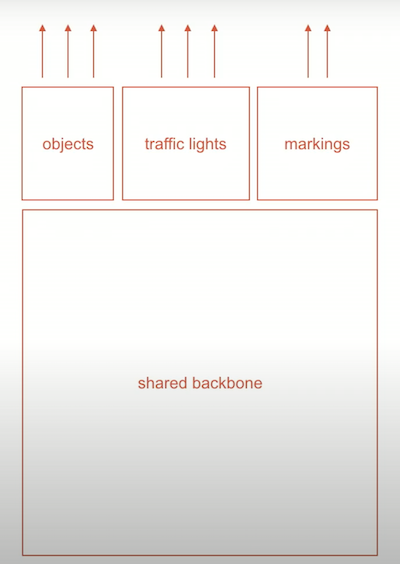 objects
traffic lights
markings
shared backbone